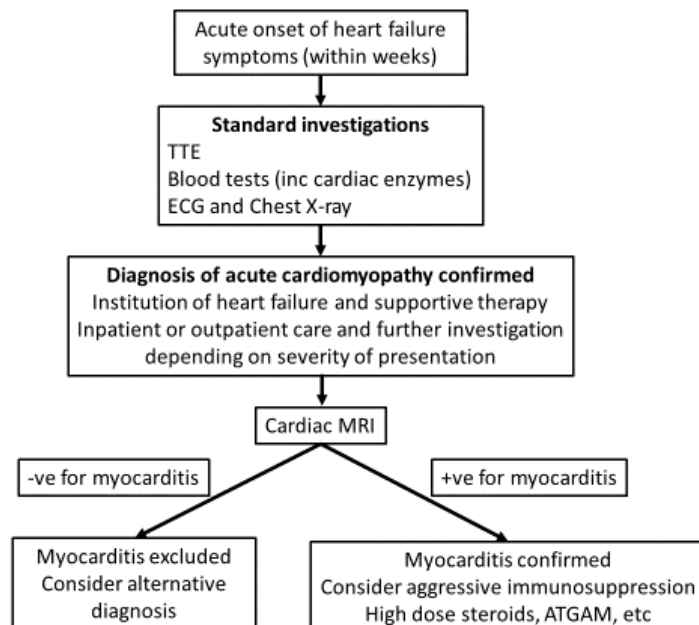 Acute onset of heart failure
symptoms (within weeks)
Standard investigations
TTE
Blood tests (inc cardiac enzymes)
ECG and Chest X-ray
Diagnosis of acute cardiomyopathy confirmed
Institution of heart failure and supportive therapy
Inpatient or outpatient care and further investigation
depending on severity of presentation
Cardiac MRI
-ve for myocarditis
+ve for myocarditis
Myocarditis excluded
Consider alternative
diagnosis
Myocarditis confirmed
Consider aggressive immunosuppression
High dose steroids, ATGAM, etc